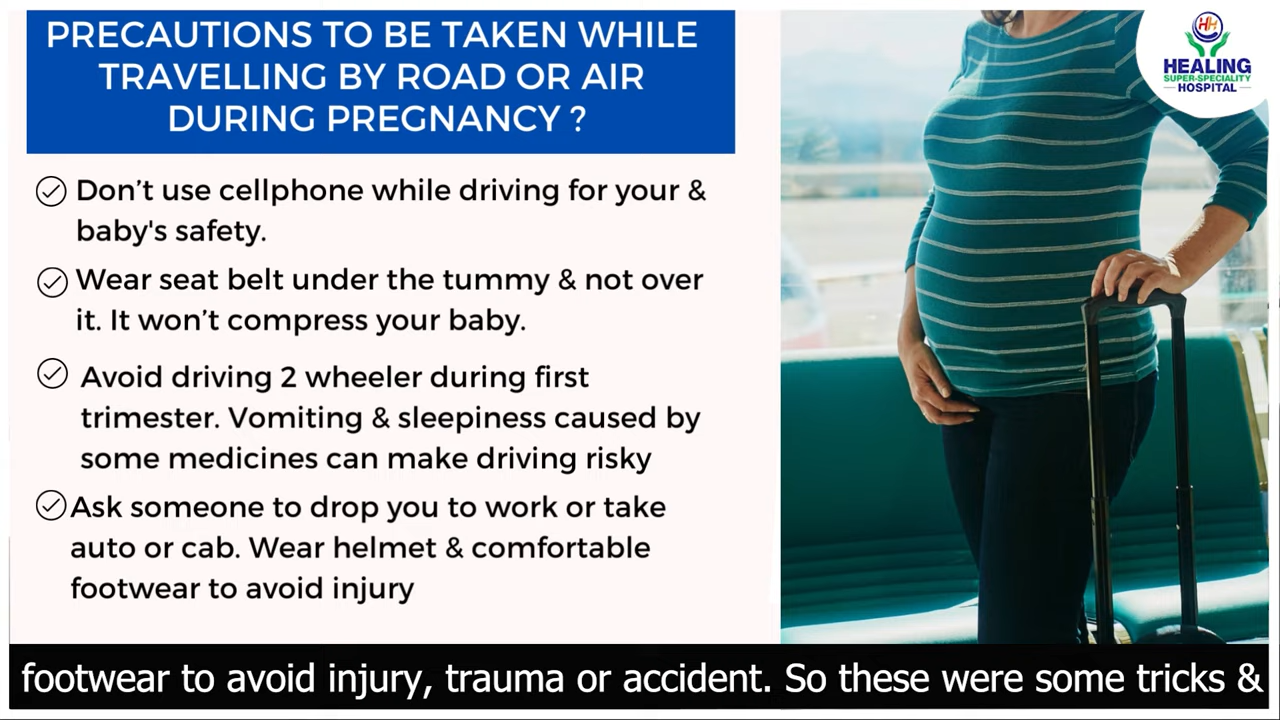 PRECAUTIONS TO BE TAKEN WHILE
TRAVELLING BY ROAD OR AIR
DURING PREGNANCY ?
HH
HEALING
SUPER-SPECIALITY
HOSPITAL
Don’t use cellphone while driving for your &
baby's safety.
Wear seat belt under the tummy & not over
it. It won’t compress your baby.
Avoid driving 2 wheeler during first
trimester. Vomiting & sleepiness caused by
some medicines can make driving risky
Ask someone to drop you to work or take
auto or cab. Wear helmet & comfortable
footwear to avoid injury
footwear to avoid injury, trauma or accident. So these were some tricks &